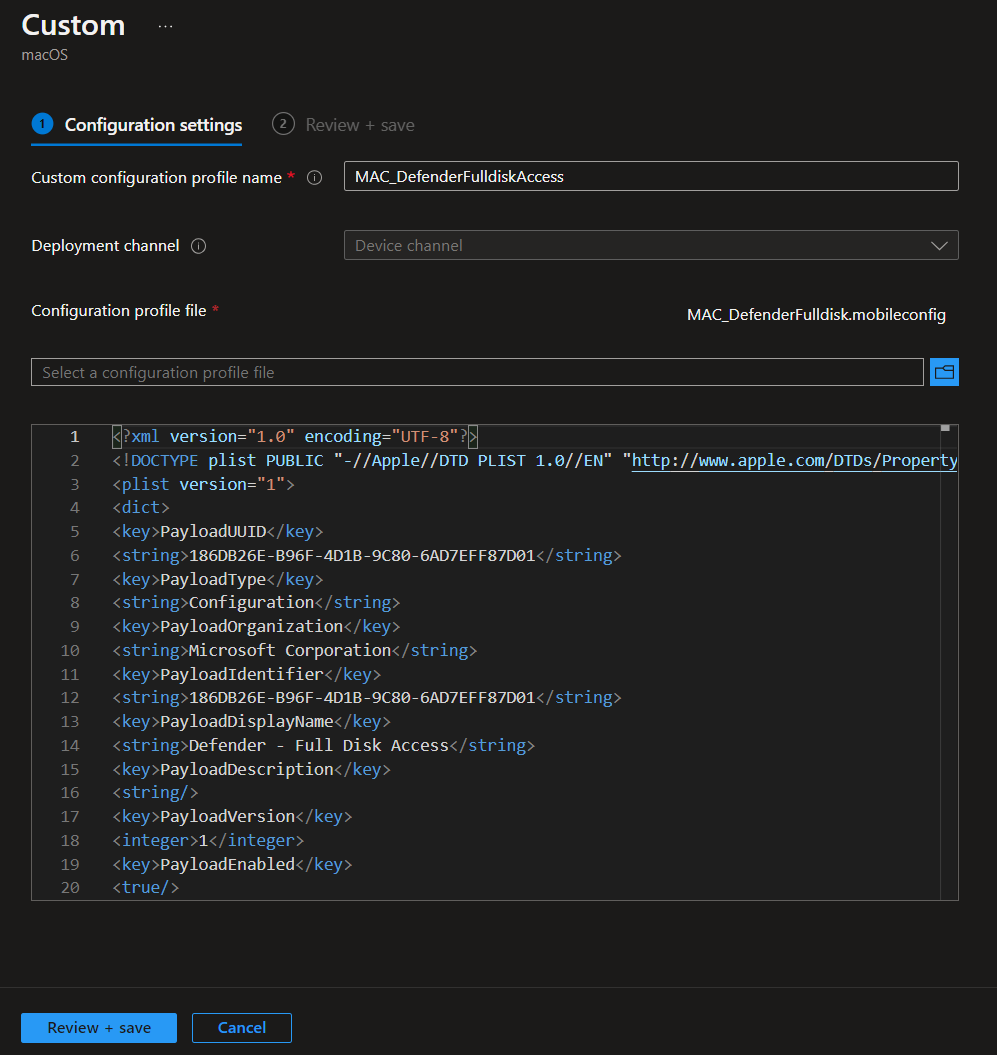 Custom ...
macOS
1 Configuration settings 2 Review + save
Custom configuration profile name * MAC_DefenderFulldiskAccess
Deployment channel Device channel
Configuration profile file * MAC_DefenderFulldisk.mobileconfig
Select a configuration profile file
1 <?xml version="1.0" encoding="UTF-8"?>
2 <!DOCTYPE plist PUBLIC "-//Apple//DTD PLIST 1.0//EN" "http://www.apple.com/DTDs/Property
3 <plist version="1">
4 <dict>
5 <key>PayloadUUID</key>
6 <string>186DB26E-B96F-4D1B-9C80-6AD7EFF87D01</string>
7 <key>PayloadType</key>
8 <string>Configuration</string>
9 <key>PayloadOrganization</key>
10 <string>Microsoft Corporation</string>
11 <key>PayloadIdentifier</key>
12 <string>186DB26E-B96F-4D1B-9C80-6AD7EFF87D01</string>
13 <key>PayloadDisplayName</key>
14 <string>Defender - Full Disk Access</string>
15 <key>PayloadDescription</key>
16 <string/>
17 <key>PayloadVersion</key>
18 <integer>1</integer>
19 <key>PayloadEnabled</key>
20 <true/>
Review + save Cancel